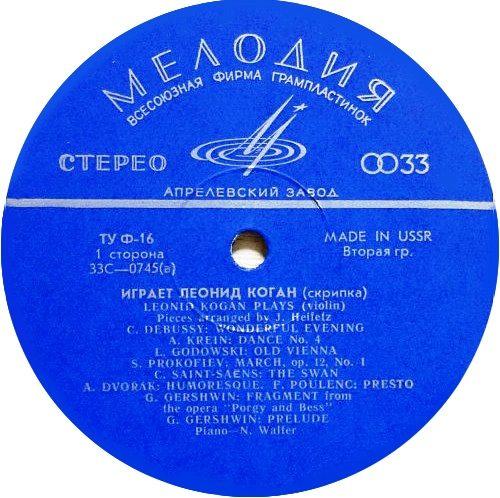 МЕЛОДИЯ
ВСЕСОЮЗНАЯ ФИРМА ГРАМПЛАСТИНОК
СТЕРЕО
33
АПРЕЛЕВСКИЙ ЗАВОД
ТУ Ф-16
MADE IN USSR
1 сторона
Вторая гр.
33С—0745(а)
ИГРАЕТ ЛЕОНИД КОГАН (скрипка)
LEONID KOGAN PLAYS (violin)
Pieces arranged by J. Heifetz
C. DEBUSSY: WONDERFUL EVENING
A. KREIN: DANCE No. 4
L. GODOWSKI: OLD VIENNA
S. PROKOFIEV: MARCH, op. 12, No. 1
C. SAINT-SAËNS: THE SWAN
A. DVOŘÁK: HUMORESQUE. F. POULENC: PRESTO
G. GERSHWIN: FRAGMENT from
the opera "Porgy and Bess"
G. GERSHWIN: PRELUDE
Piano—N. Walter